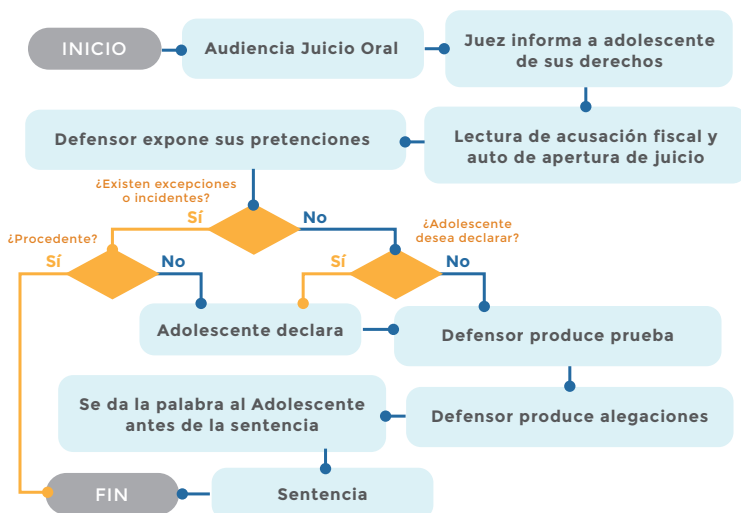 INICIO
Audiencia Juicio Oral
Juez informa a adolescente
de sus derechos
Lectura de acusación fiscal y
auto de apertura de juicio
Defensor expone sus pretenciones
¿Existen excepciones
o incidentes?
Sí
No
¿Procedente?
Sí
No
¿Adolescente
desea declarar?
Sí
No
Adolescente declara
Defensor produce prueba
Defensor produce alegaciones
Se da la palabra al Adolescente
antes de la sentencia
Sentencia
FIN